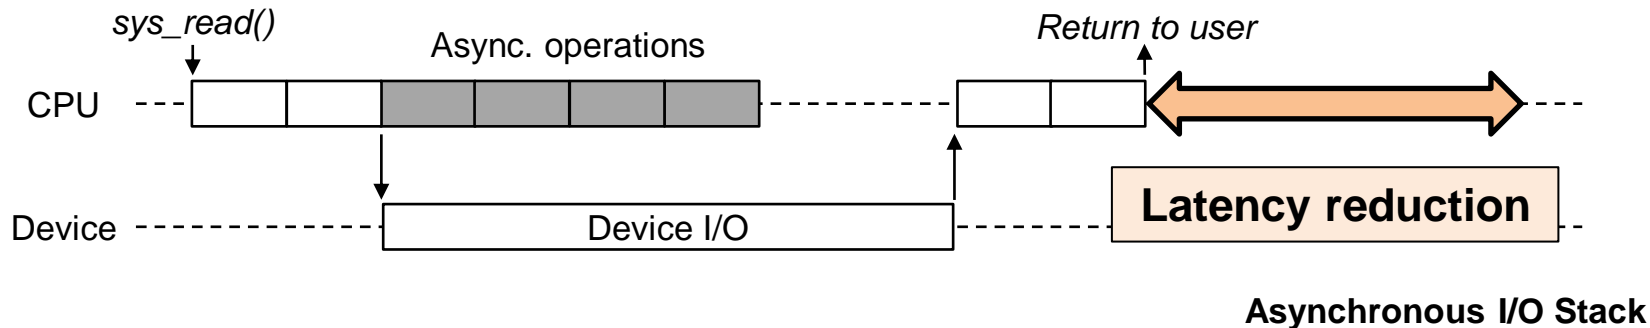 sys_read()
Async. operations
Return to user
CPU
Device
Device I/O
Latency reduction
Asynchronous I/O Stack